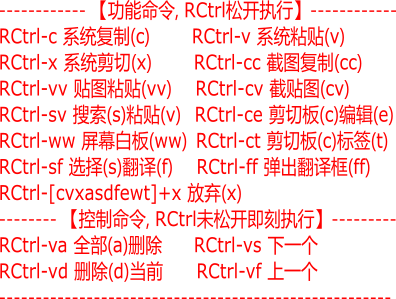 ------------ 【功能命令, RCtrl松开执行】------------
RCtrl-c 系统复制(c) RCtrl-v 系统粘贴(v)
RCtrl-x 系统剪切(x) RCtrl-cc 截图复制(cc)
RCtrl-vv 贴图粘贴(vv) RCtrl-cv 截贴图(cv)
RCtrl-sv 搜索(s)粘贴(v) RCtrl-ce 剪切板(c)编辑(e)
RCtrl-ww 屏幕白板(ww) RCtrl-ct 剪切板(c)标签(t)
RCtrl-sf 选择(s)翻译(f) RCtrl-ff 弹出翻译框(ff)
RCtrl-[cvxasdfewt]+x 放弃(x)
-------- 【控制命令, RCtrl未松开即刻执行】---------
RCtrl-va 全部(a)删除 RCtrl-vs 下一个
RCtrl-vd 删除(d)当前 RCtrl-vf 上一个
------------------------------------------------------